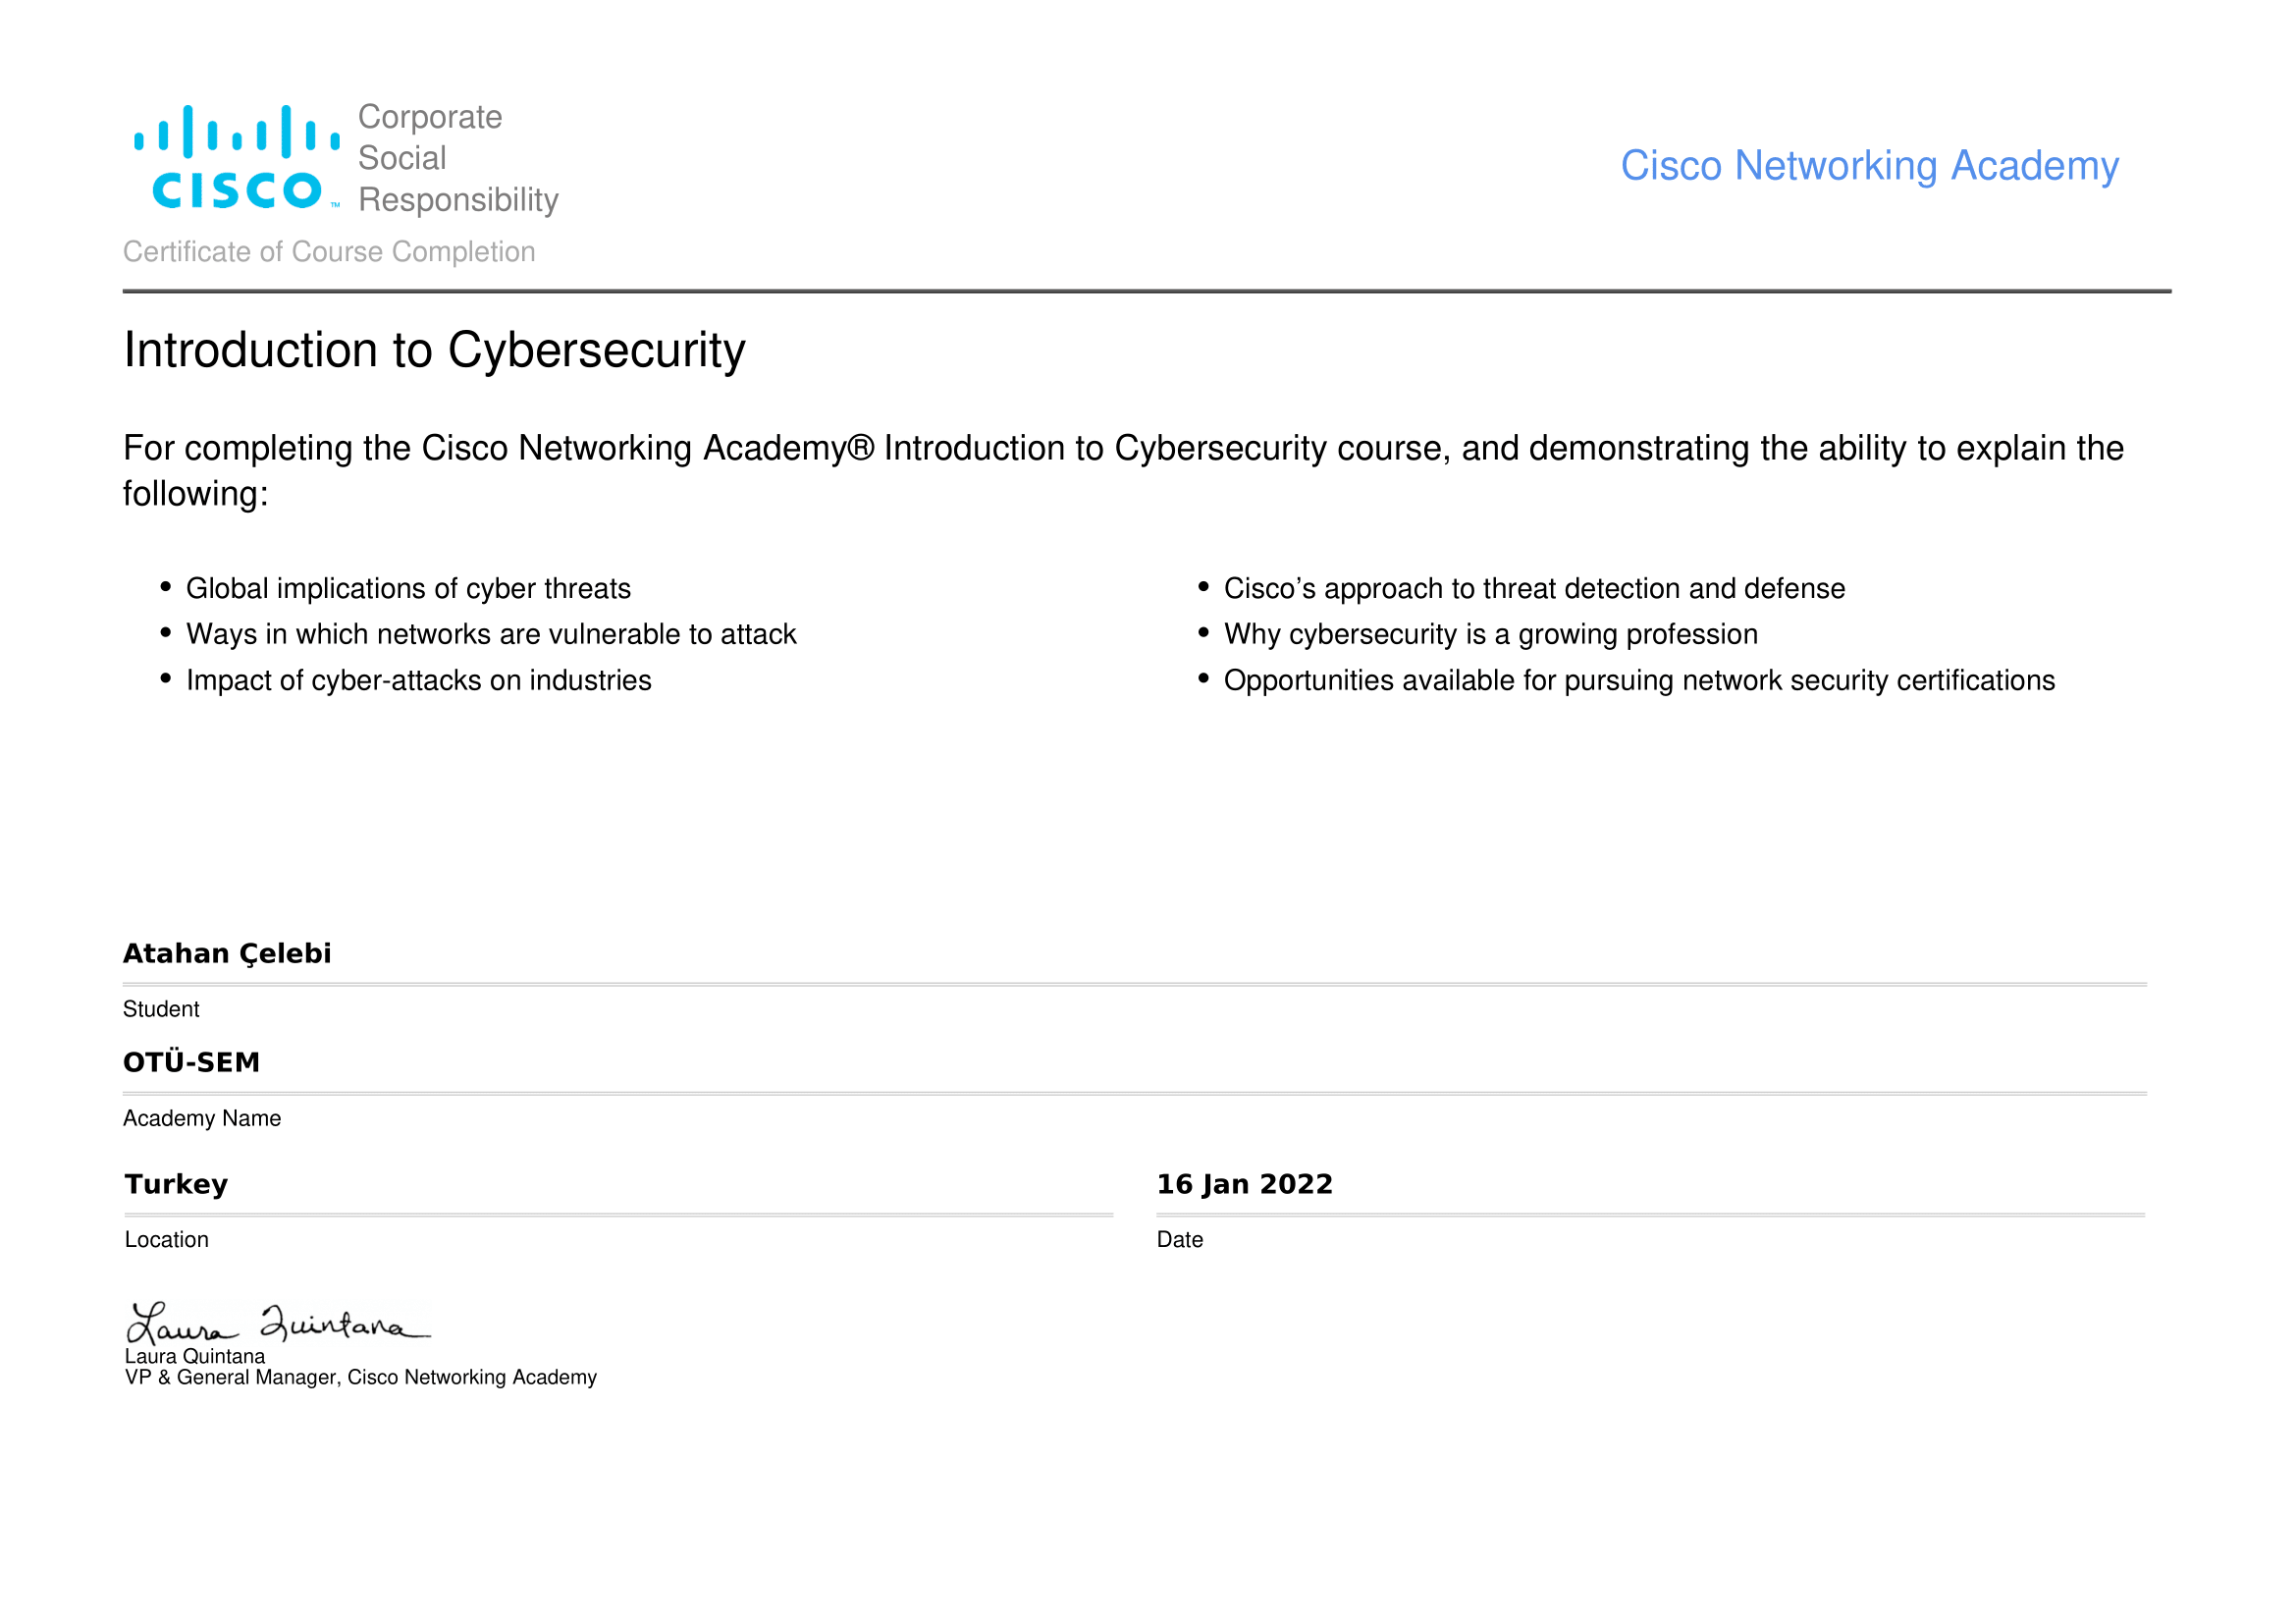 Corporate
Social
Responsibility
CISCO™
Cisco Networking Academy
Certificate of Course Completion
Introduction to Cybersecurity
For completing the Cisco Networking Academy® Introduction to Cybersecurity course, and demonstrating the ability to explain the
following:
• Global implications of cyber threats
• Ways in which networks are vulnerable to attack
• Impact of cyber-attacks on industries
• Cisco’s approach to threat detection and defense
• Why cybersecurity is a growing profession
• Opportunities available for pursuing network security certifications
Atahan Çelebi
Student
OTÜ-SEM
Academy Name
Turkey
Location
16 Jan 2022
Date
Laura Quintana
Laura Quintana
VP & General Manager, Cisco Networking Academy